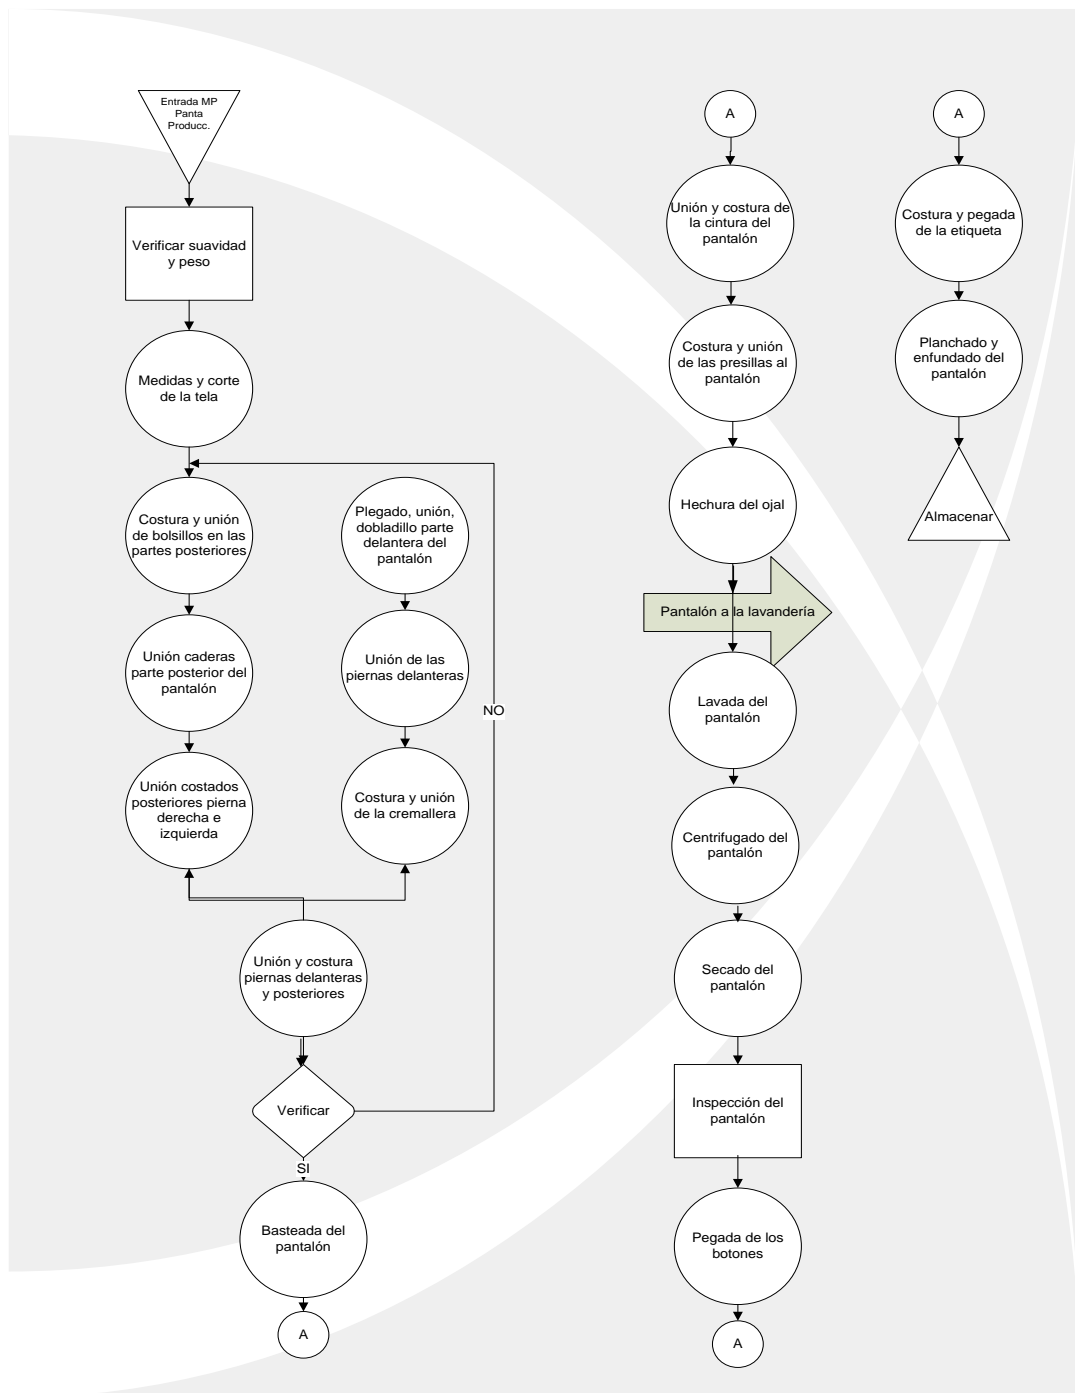 Entrada MP
Panta
Producc.
Verificar suavidad
y peso
Medidas y corte
de la tela
Costura y unión
de bolsillos en las
partes posteriores
Unión caderas
parte posterior del
pantalón
Unión costados
posteriores pierna
derecha e
izquierda
Plegado, unión,
dobladillo parte
delantera del
pantalón
Unión de las
piernas delanteras
Costura y unión
de la cremallera
NO
Unión y costura
piernas delanteras
y posteriores
Verificar
SI
Basteada del
pantalón
A
A
Unión y costura de
la cintura del
pantalón
Costura y unión
de las presillas al
pantalón
Hechura del ojal
Pantalón a la lavandería
Lavada del
pantalón
Centrifugado del
pantalón
Secado del
pantalón
Inspección del
pantalón
Pegada de los
botones
A
A
Costura y pegada
de la etiqueta
Planchado y
enfundado del
pantalón
Almacenar